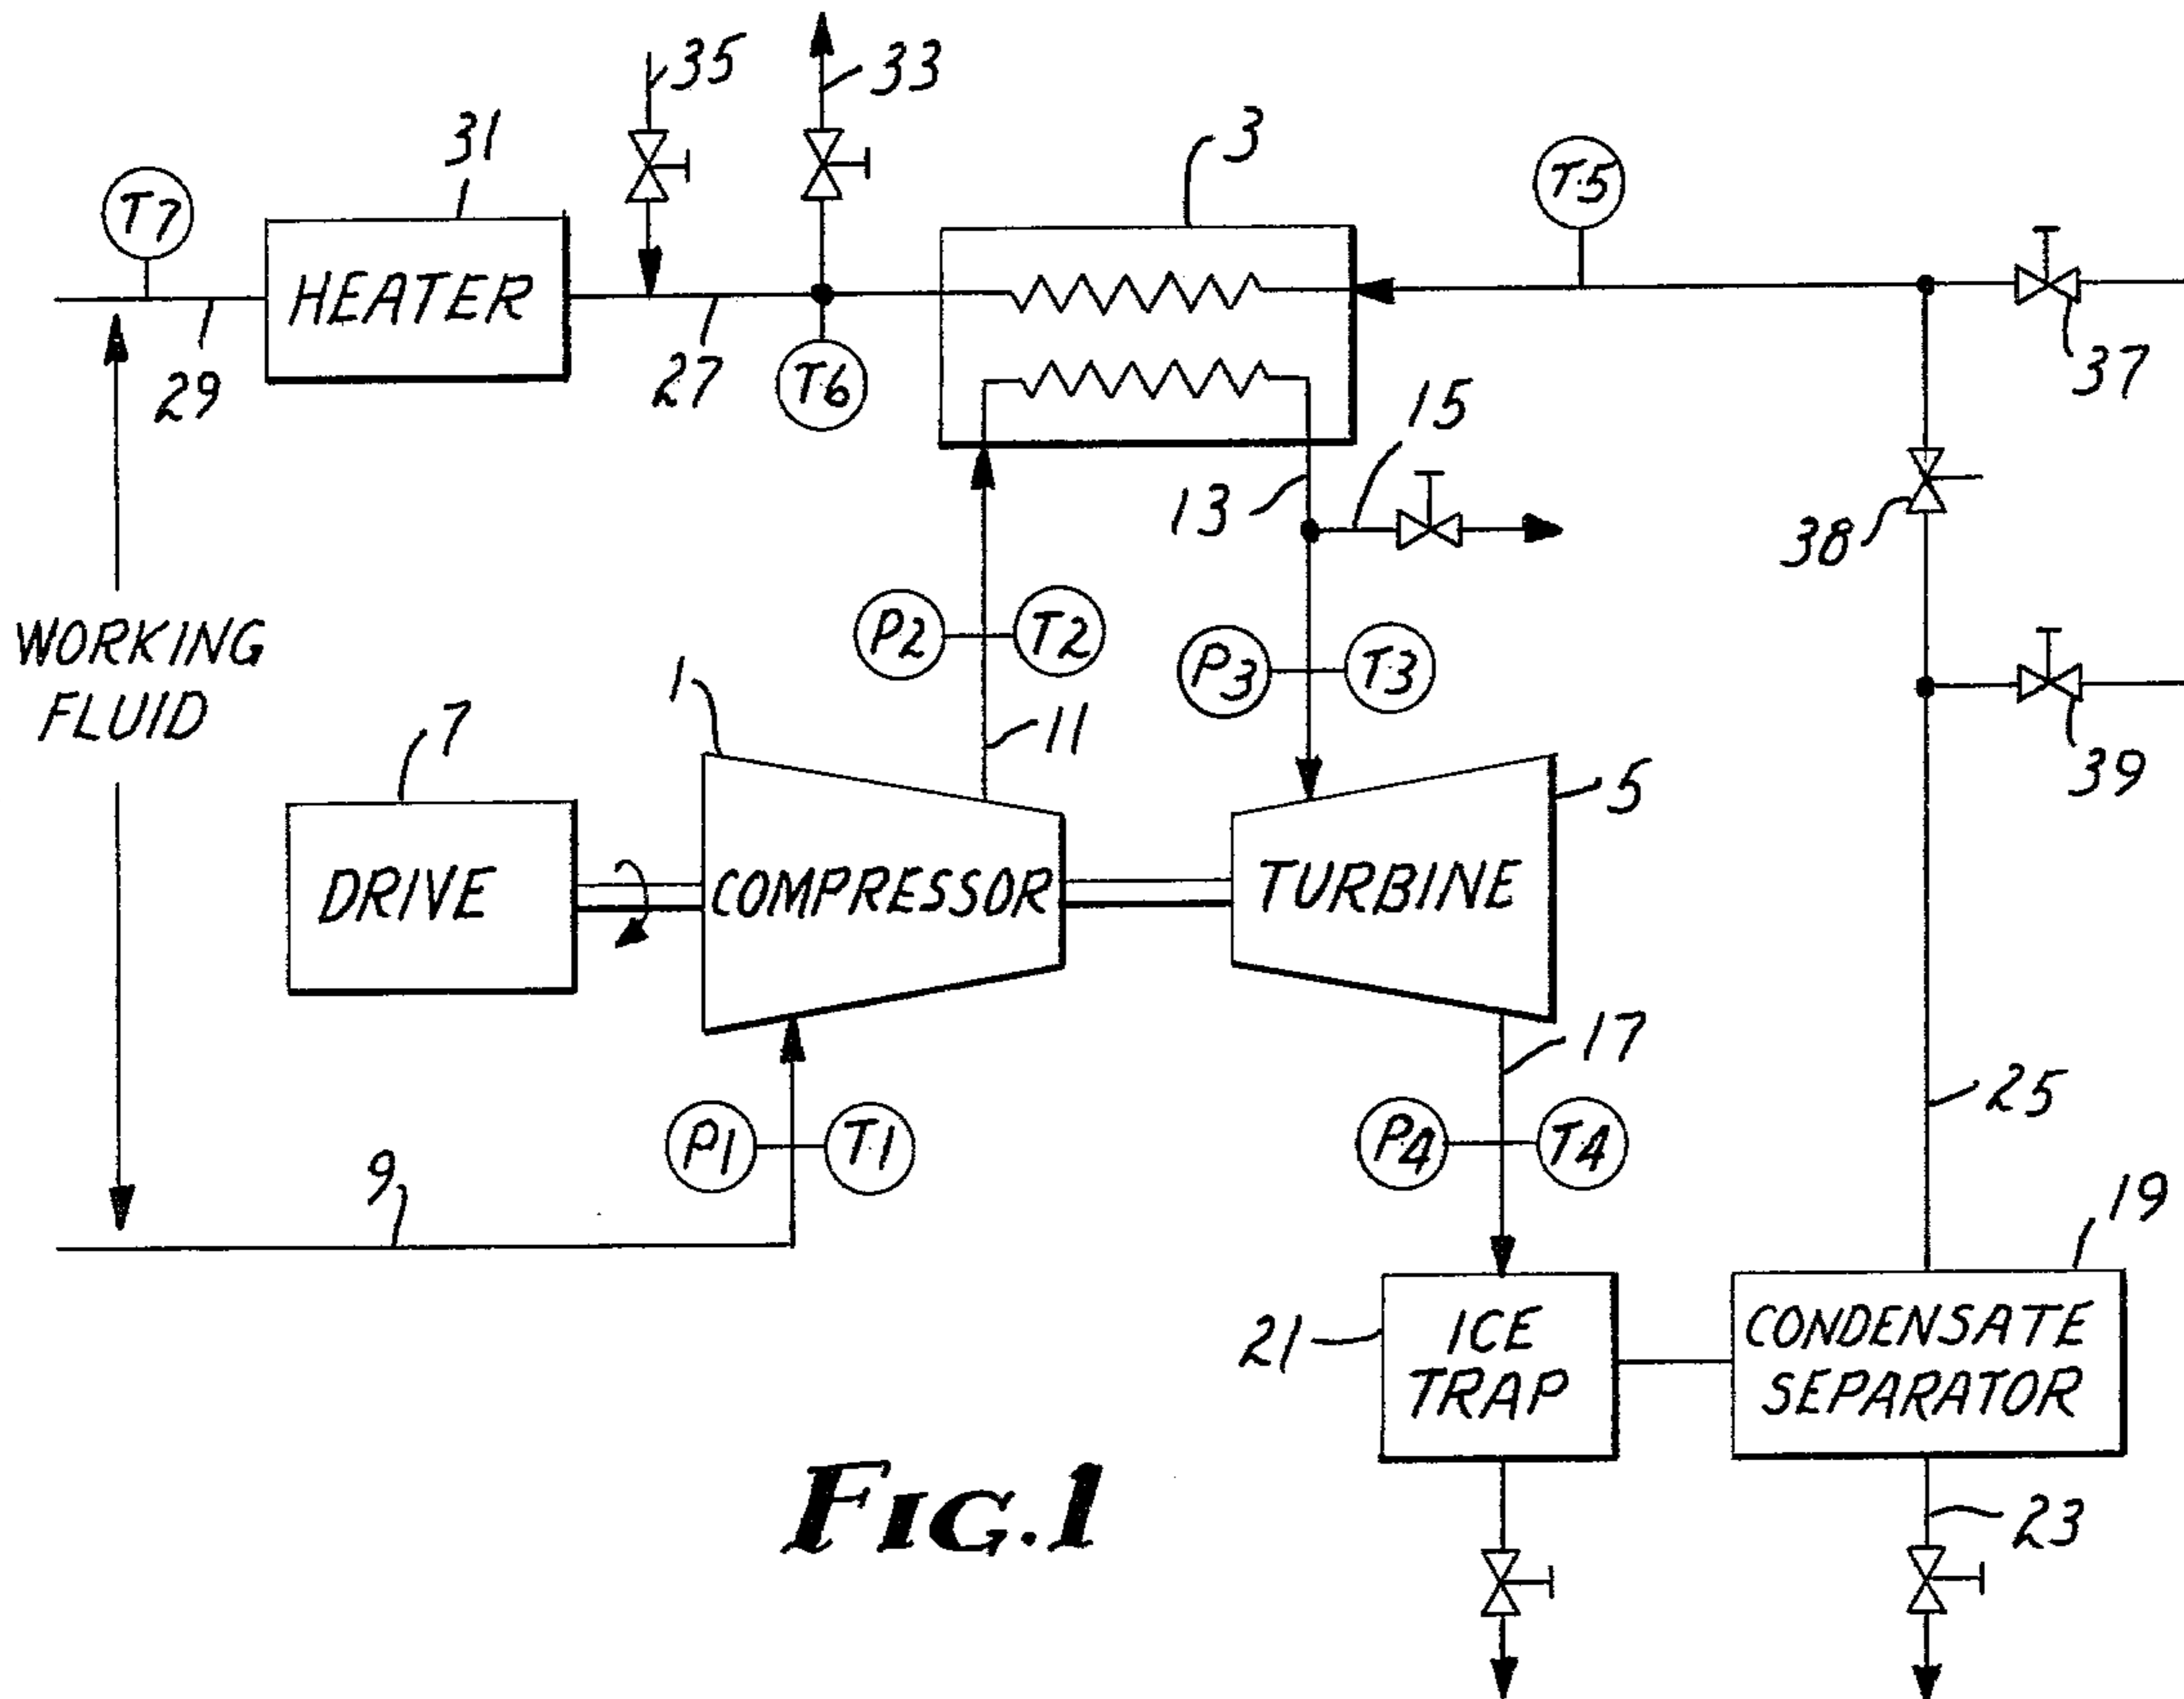 35
33
31
3
T7
T5
HEATER
29
27
T6
37
15
13
38
WORKING
FLUID
P2
T2
P3
T3
1
11
7
39
5
DRIVE
COMPRESSOR
TURBINE
17
25
P1
T1
P4
T4
9
19
21
ICE
TRAP
CONDENSATE
SEPARATOR
23
FIG.1